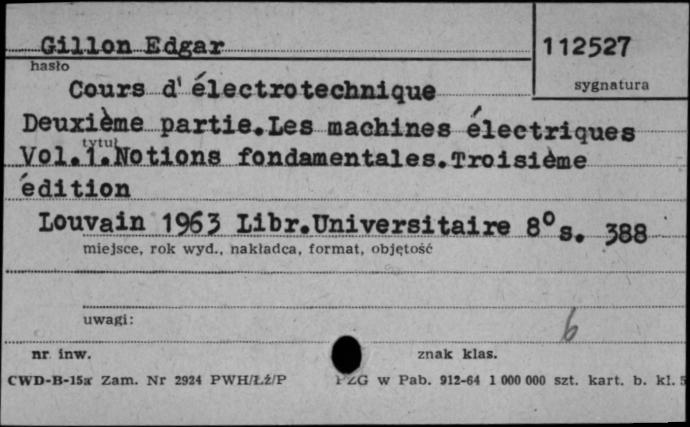 Gillon Edgar 112527
hasło sygnatura
Cours d'électrotechnique
Deuxième partie.Les machines électriques
tytuł
Vol.1.Notions fondamentales.Troisième
édition
Louvain 1963 Libr.Universitaire 8° s. 388
miejsce, rok wyd., nakładca, format, objętość
uwagi: 6
nr inw. znak klas.
CWD-B-15a Zam. Nr 2924 PWH/Łź/P PZG w Pab. 912-64 1 000 000 szt. kart. b. kl. 5